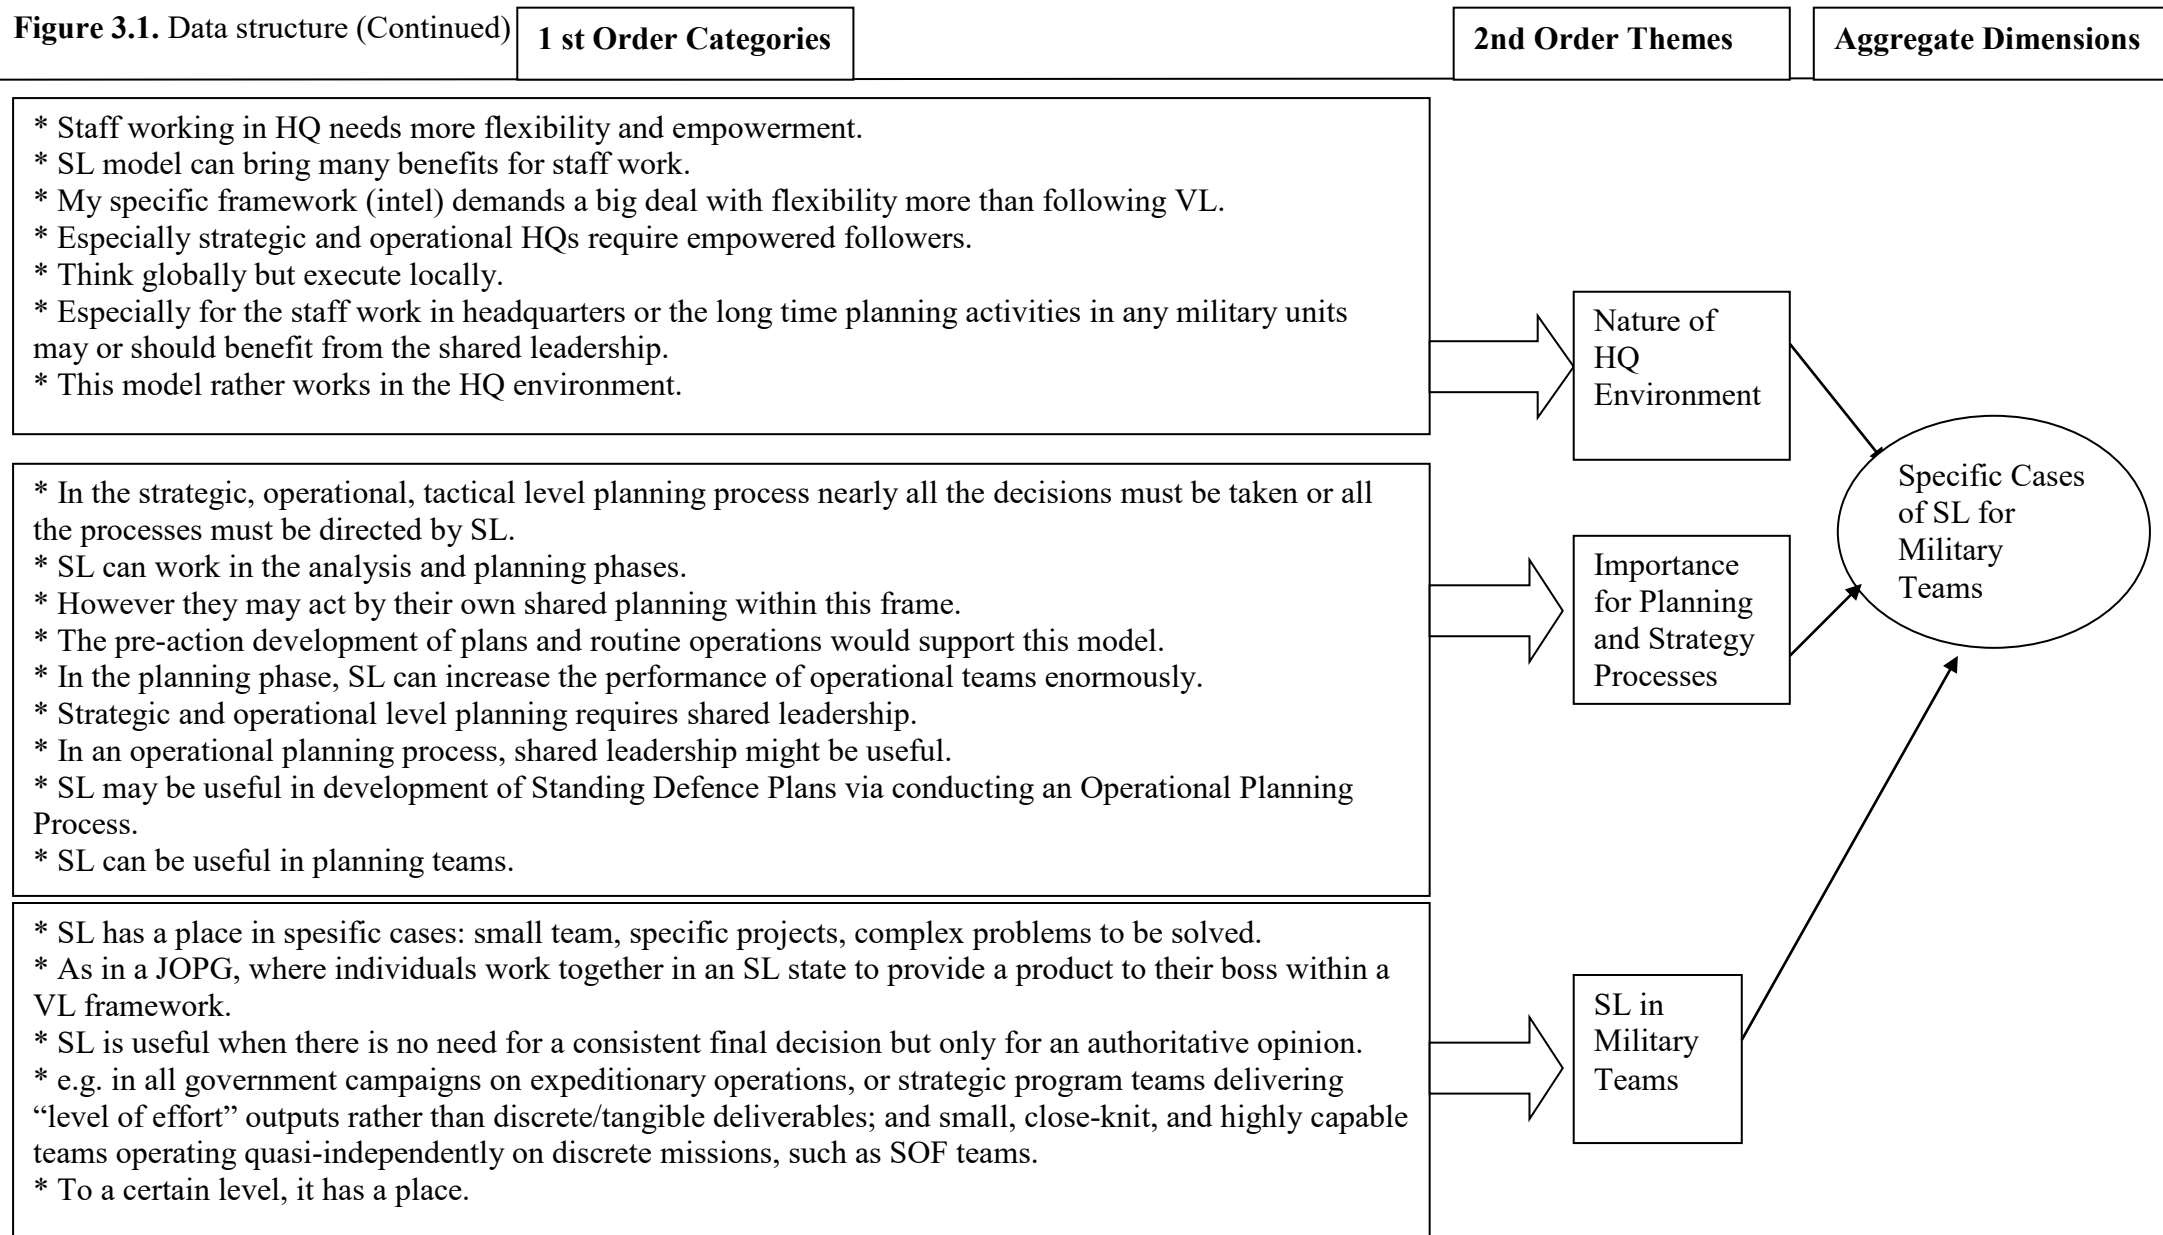 Figure 3.1. Data structure (Continued)
1 st Order Categories
2nd Order Themes
Aggregate Dimensions
* Staff working in HQ needs more flexibility and empowerment.
* SL model can bring many benefits for staff work.
* My specific framework (intel) demands a big deal with flexibility more than following VL.
* Especially strategic and operational HQs require empowered followers.
* Think globally but execute locally.
* Especially for the staff work in headquarters or the long time planning activities in any military units
may or should benefit from the shared leadership.
* This model rather works in the HQ environment.
Nature of
HQ
Environment
* In the strategic, operational, tactical level planning process nearly all the decisions must be taken or all
the processes must be directed by SL.
* SL can work in the analysis and planning phases.
* However they may act by their own shared planning within this frame.
* The pre-action development of plans and routine operations would support this model.
* In the planning phase, SL can increase the performance of operational teams enormously.
* Strategic and operational level planning requires shared leadership.
* In an operational planning process, shared leadership might be useful.
* SL may be useful in development of Standing Defence Plans via conducting an Operational Planning
Process.
* SL can be useful in planning teams.
Importance
for Planning
and Strategy
Processes
* SL has a place in spesific cases: small team, specific projects, complex problems to be solved.
* As in a JOPG, where individuals work together in an SL state to provide a product to their boss within a
VL framework.
* SL is useful when there is no need for a consistent final decision but only for an authoritative opinion.
* e.g. in all government campaigns on expeditionary operations, or strategic program teams delivering
“level of effort” outputs rather than discrete/tangible deliverables; and small, close-knit, and highly capable
teams operating quasi-independently on discrete missions, such as SOF teams.
* To a certain level, it has a place.
SL in
Military
Teams
Specific Cases
of SL for
Military
Teams